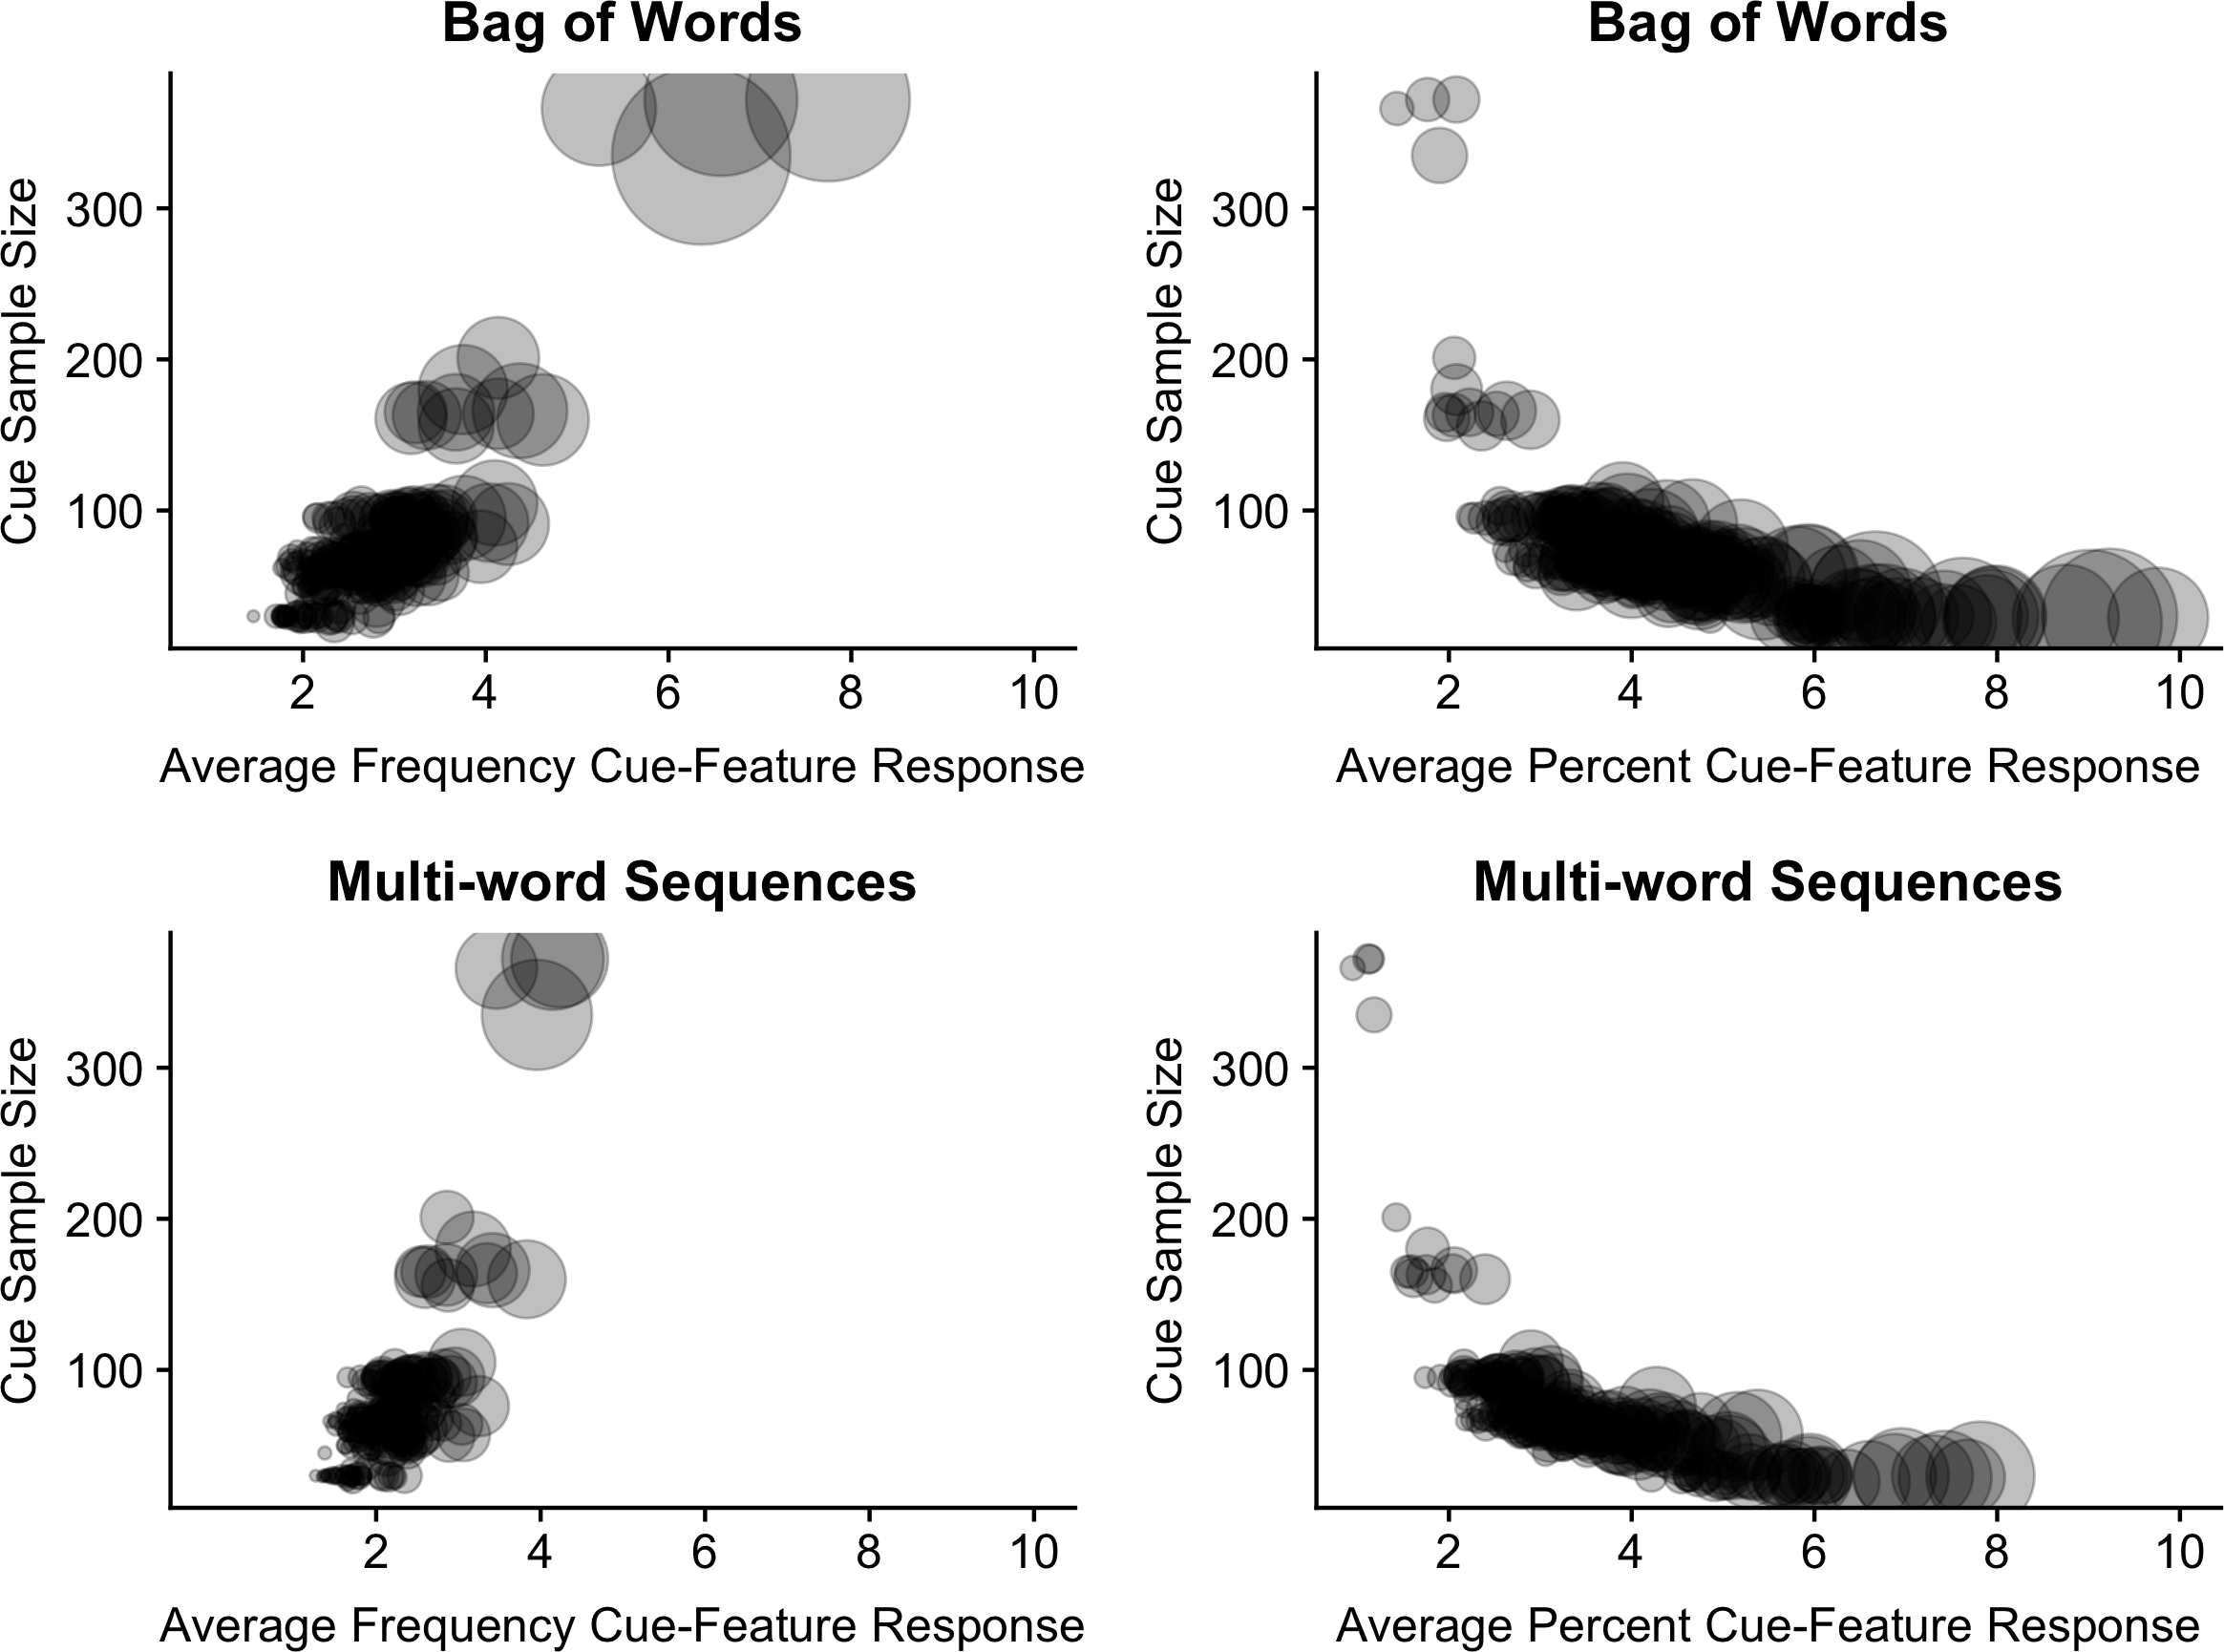 Bag of Words
Cue Sample Size
300
200
100
2 4 6 8 10
Average Frequency Cue-Feature Response
Bag of Words
Cue Sample Size
300
200
100
2 4 6 8 10
Average Percent Cue-Feature Response
Multi-word Sequences
Cue Sample Size
300
200
100
2 4 6 8 10
Average Frequency Cue-Feature Response
Multi-word Sequences
Cue Sample Size
300
200
100
2 4 6 8 10
Average Percent Cue-Feature Response